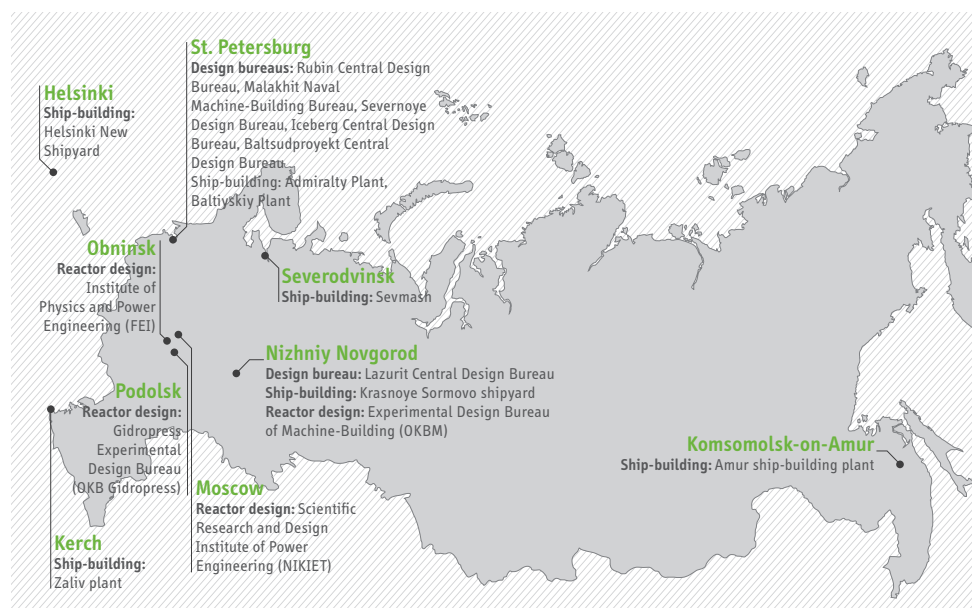 St. Petersburg
Design bureaus: Rubin Central Design
Bureau, Malakhit Naval
Machine-Building Bureau, Severnoye
Design Bureau, Iceberg Central Design
Bureau, Baltsudproyekt Central
Design Bureau
Ship-building: Admiralty Plant,
Baltiyskiy Plant
Helsinki
Ship-building:
Helsinki New
Shipyard
Obninsk
Reactor design:
Institute of
Physics and Power
Engineering (FEI)
Severodvinsk
Ship-building: Sevmash
Nizhniy Novgorod
Design bureau: Lazurit Central Design Bureau
Ship-building: Krasnoye Sormovo shipyard
Reactor design: Experimental Design Bureau
of Machine-Building (OKBM)
Podolsk
Reactor design:
Gidropress
Experimental
Design Bureau
(OKB Gidropress)
Komsomolsk-on-Amur
Ship-building: Amur ship-building plant
Moscow
Reactor design: Scientific
Research and Design
Institute of Power
Engineering (NIKIET)
Kerch
Ship-building:
Zaliv plant